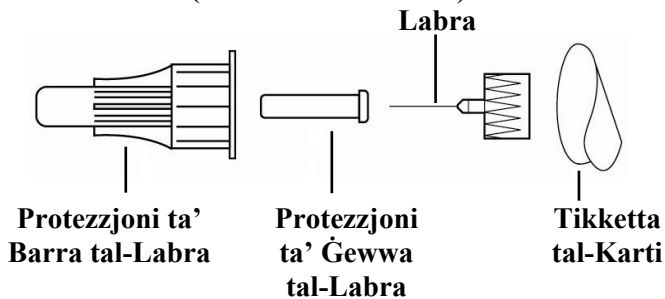 Labra
Protezzjoni ta’
Barra tal-Labra
Protezzjoni
ta’ Ġewwa
tal-Labra
Tikketta
tal-Karti